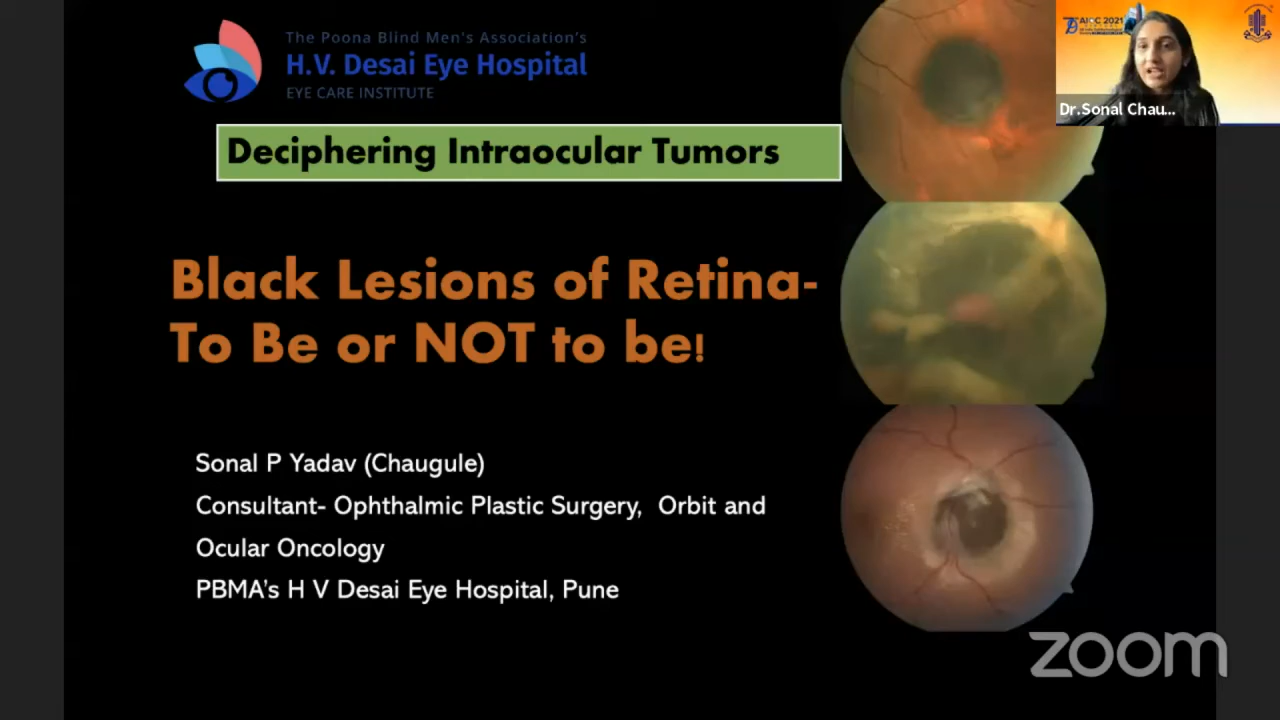 The Poona Blind Men's Association's
H.V. Desai Eye Hospital
EYE CARE INSTITUTE
AIOC 2021
Dr.Sonal Chau...
Deciphering Intraocular Tumors
Black Lesions of Retina-
To Be or NOT to be!
Sonal P Yadav (Chaugule)
Consultant- Ophthalmic Plastic Surgery, Orbit and
Ocular Oncology
PBMA's H V Desai Eye Hospital, Pune
zoom